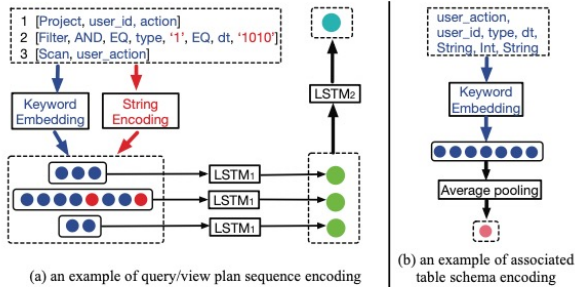 1 [Project, user_id, action]
2 [Filter, AND, EQ, type, ‘1’, EQ, dt, ‘1010’]
3 [Scan, user_action]
Keyword
Embedding
String
Encoding
LSTM1
LSTM1
LSTM1
LSTM2
(a) an example of query/view plan sequence encoding
user_action,
user_id, type, dt,
String, Int, String
Keyword
Embedding
Average pooling
(b) an example of associated
table schema encoding